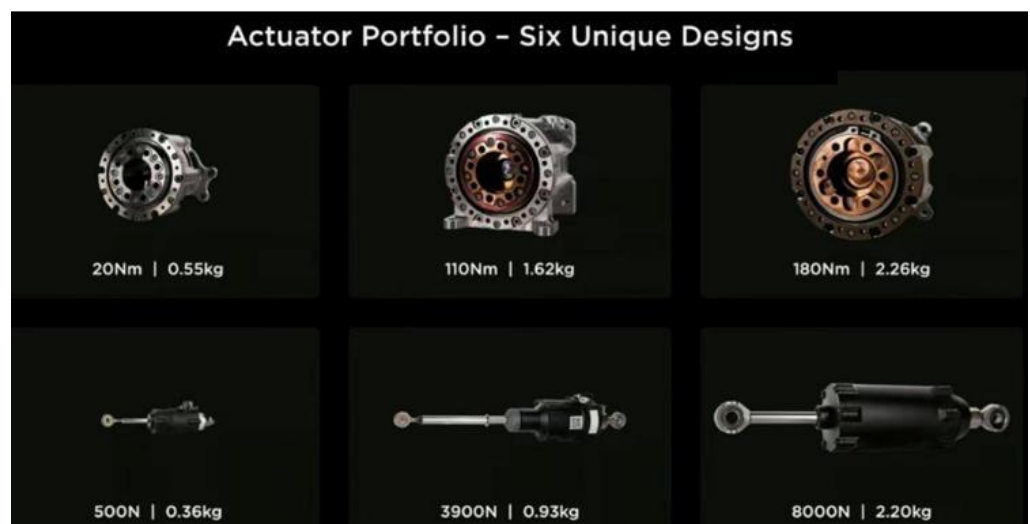 Actuator Portfolio – Six Unique Designs
20Nm | 0.55kg
110Nm | 1.62kg
180Nm | 2.26kg
500N | 0.36kg
3900N | 0.93kg
8000N | 2.20kg